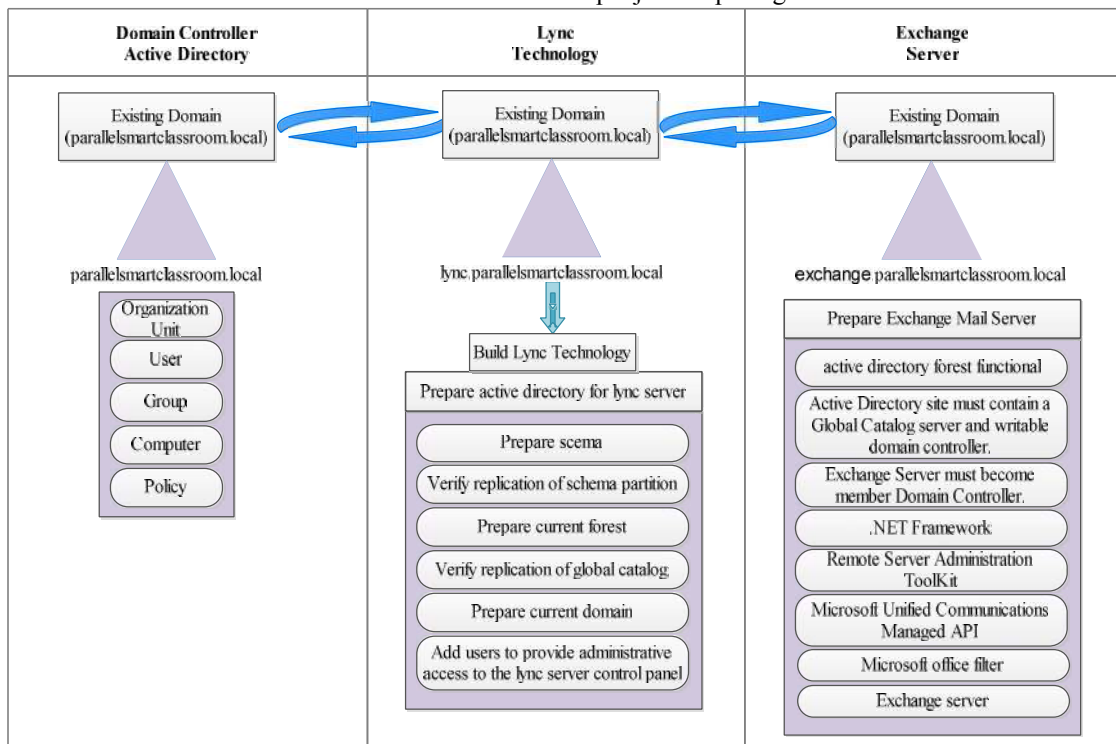 Domain Controller
Active Directory
Lync
Technology
Exchange
Server
Existing Domain
(parallelsmartclassroom.local)
Existing Domain
(parallelsmartclassroom.local)
Existing Domain
(parallelsmartclassroom.local)
parallelsmartclassroom.local
Organization
Unit
User
Group
Computer
Policy
lync.parallelsmartclassroom.local
Build Lync Technology
Prepare active directory for lync server
Prepare scema
Verify replication of schema partition
Prepare current forest
Verify replication of global catalog
Prepare current domain
Add users to provide administrative
access to the lync server control panel
exchange.parallelsmartclassroom.local
Prepare Exchange Mail Server
active directory forest functional
Active Directory site must contain a
Global Catalog server and writable
domain controller.
Exchange Server must become
member Domain Controller.
.NET Framework
Remote Server Administration
ToolKit
Microsoft Unified Communications
Managed API
Microsoft office filter
Exchange server